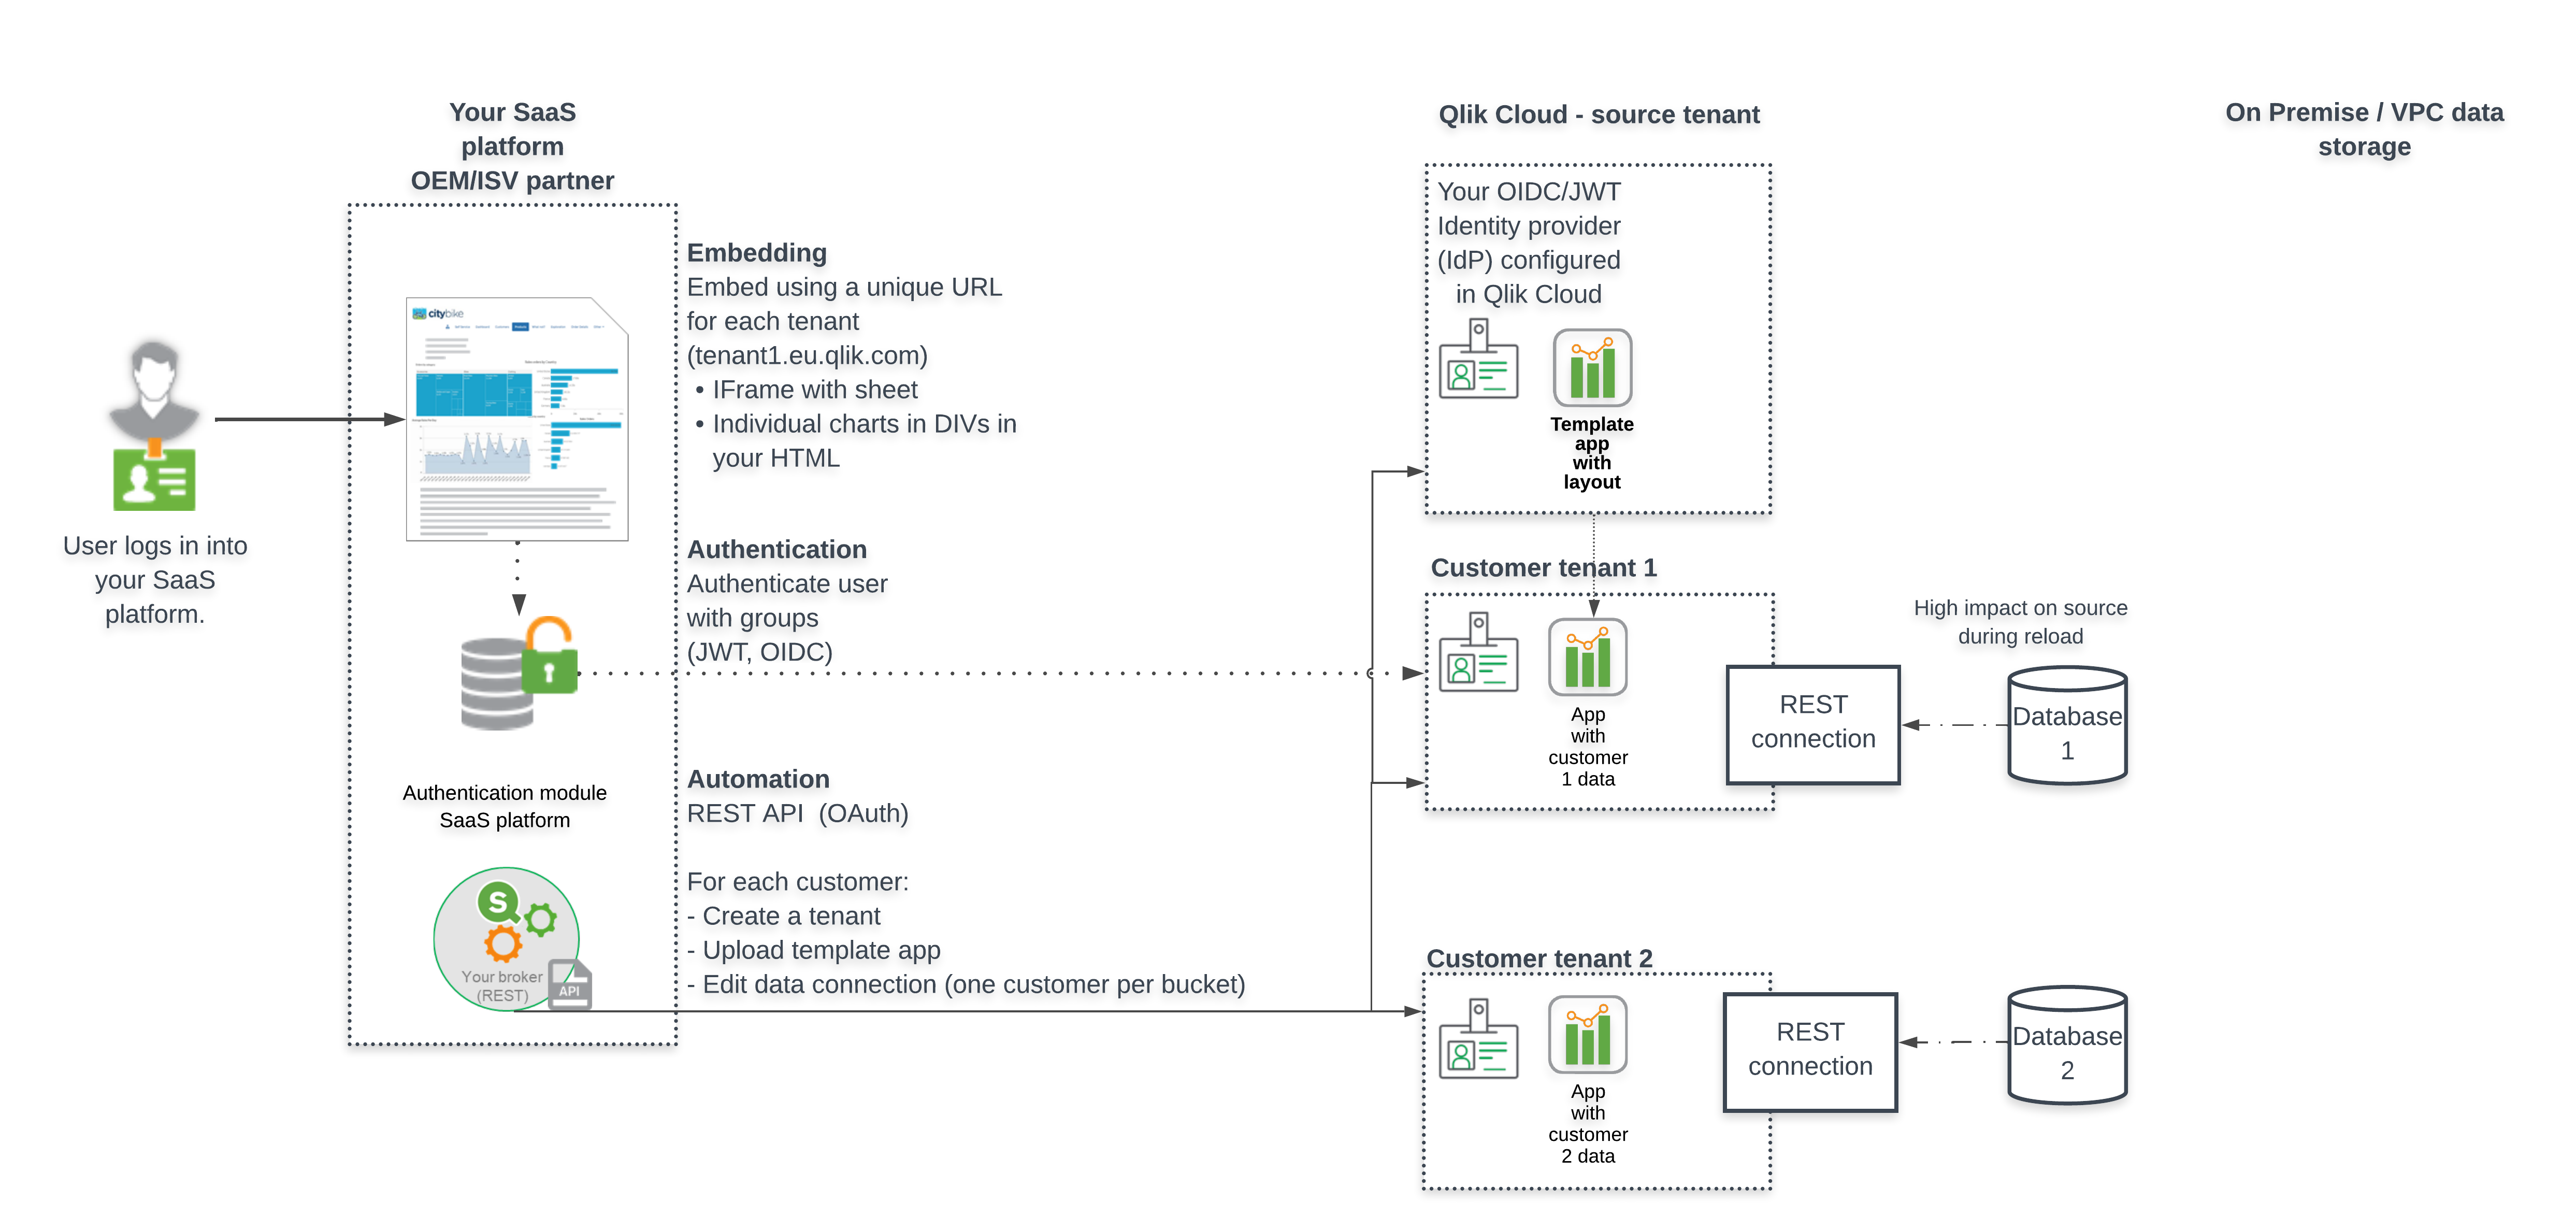 Your SaaS
platform
OEM/ISV partner
Qlik Cloud - source tenant
On Premise / VPC data
storage
User logs in into
your SaaS
platform.
citybike
Embedding
Embed using a unique URL
for each tenant
(tenant1.eu.qlik.com)
• IFrame with sheet
• Individual charts in DIVs in
your HTML
Authentication
Authenticate user
with groups
(JWT, OIDC)
Authentication module
SaaS platform
Automation
REST API  (OAuth)
For each customer:
- Create a tenant
- Upload template app
- Edit data connection (one customer per bucket)
S
Your broker
(REST)
API
Your OIDC/JWT
Identity provider
(IdP) configured
in Qlik Cloud
Template
app
with
layout
Customer tenant 1
App
with
customer
1 data
REST
connection
High impact on source
during reload
Database
1
Customer tenant 2
App
with
customer
2 data
REST
connection
Database
2